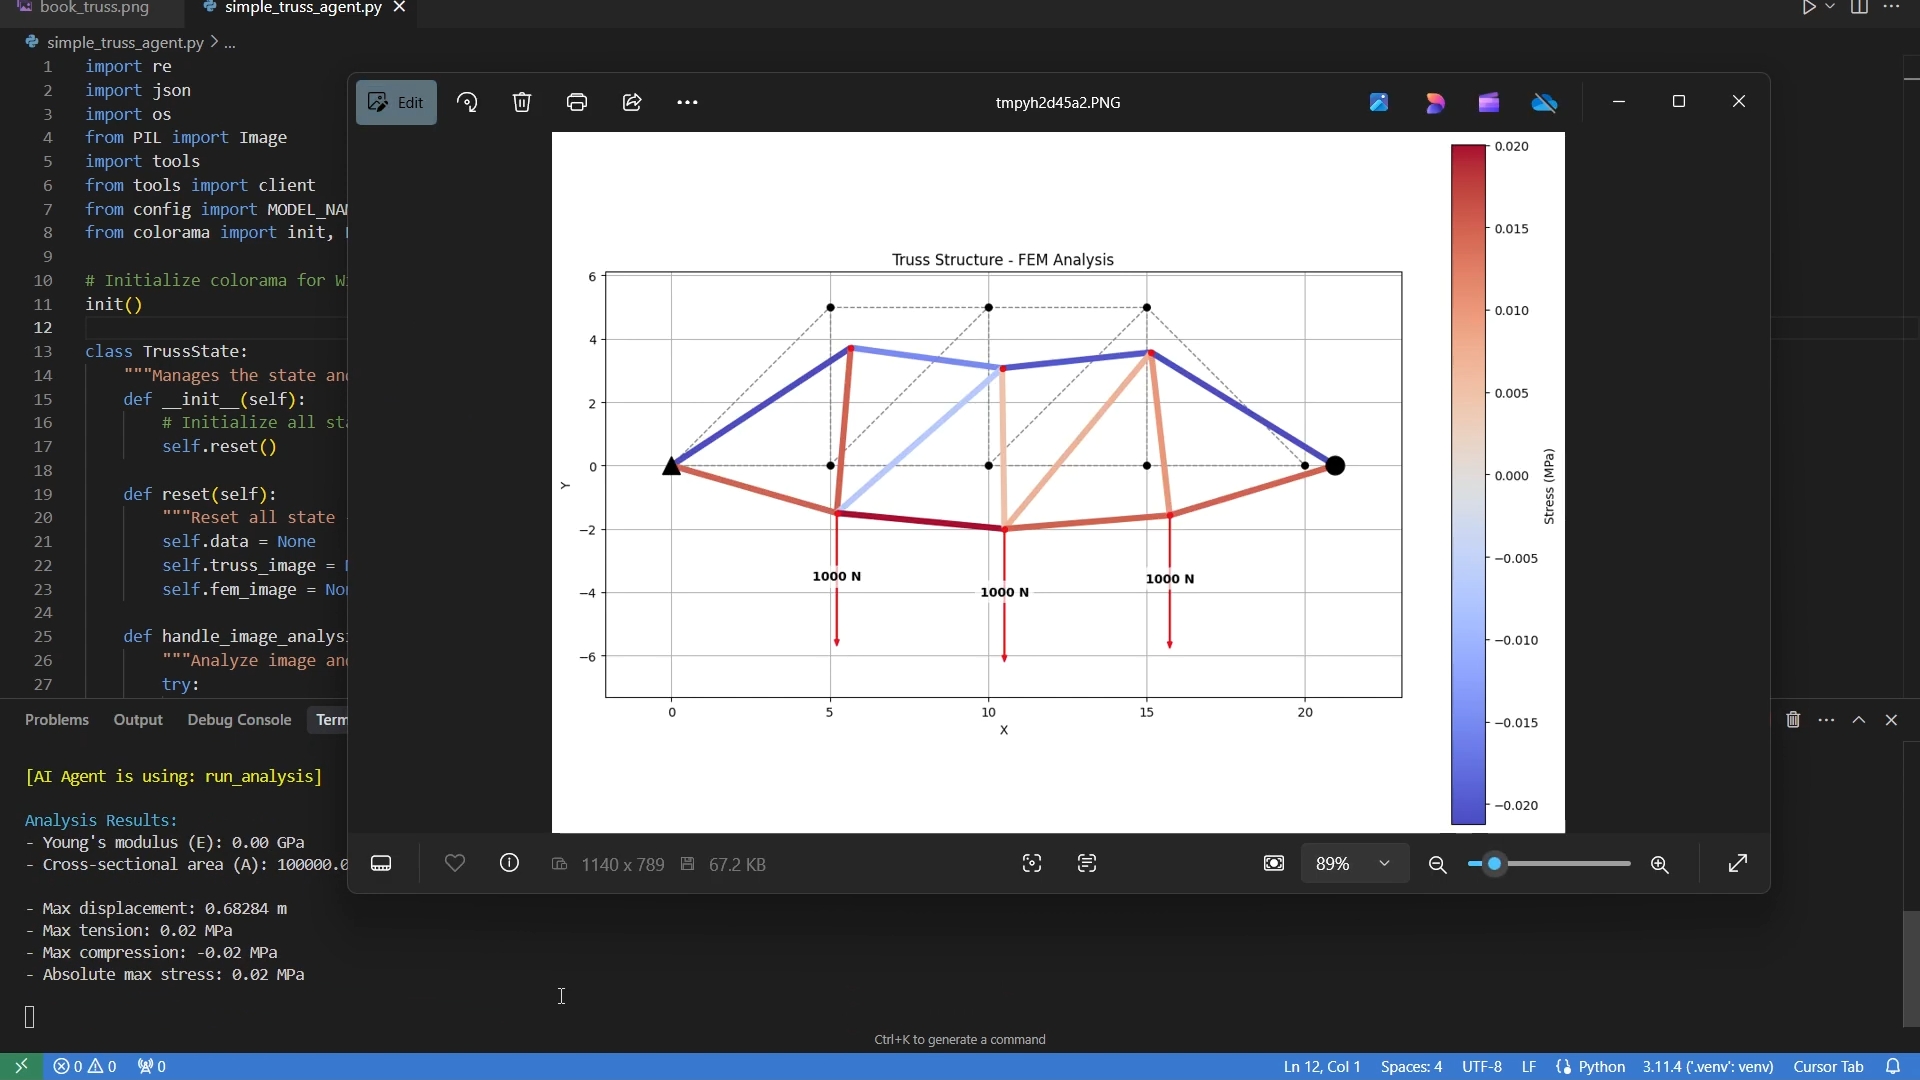 book_truss.png
simple_truss_agent.py
simple_truss_agent.py > ...
1 import re
2 import json
3 import os
4 from PIL import Image
5 import tools
6 from tools import client
7 from config import MODEL_NA
8 from colorama import init,
9
10 # Initialize colorama for W
11 init()
12
13 class TrussState:
14 """Manages the state an
15 def __init__(self):
16 # Initialize all st
17 self.reset()
18
19 def reset(self):
20 """Reset all state
21 self.data = None
22 self.truss_image =
23 self.fem_image = No
24
25 def handle_image_analys
26 """Analyze image an
27 try:
Edit
tmpyh2d45a2.PNG
Truss Structure - FEM Analysis
6
4
2
0
−2
−4
−6
Y
1000 N
1000 N
1000 N
0 5 10 15 20
X
0.020
0.015
0.010
0.005
0.000
−0.005
−0.010
−0.015
−0.020
Stress (MPa)
1140 x 789
67.2 KB
89%
Problems Output Debug Console Term
[AI Agent is using: run_analysis]
Analysis Results:
- Young's modulus (E): 0.00 GPa
- Cross-sectional area (A): 100000.0
- Max displacement: 0.68284 m
- Max tension: 0.02 MPa
- Max compression: -0.02 MPa
- Absolute max stress: 0.02 MPa
Ctrl+K to generate a command
0 0 0
Ln 12, Col 1 Spaces: 4 UTF-8 LF {} Python 3.11.4 ('.venv': venv) Cursor Tab